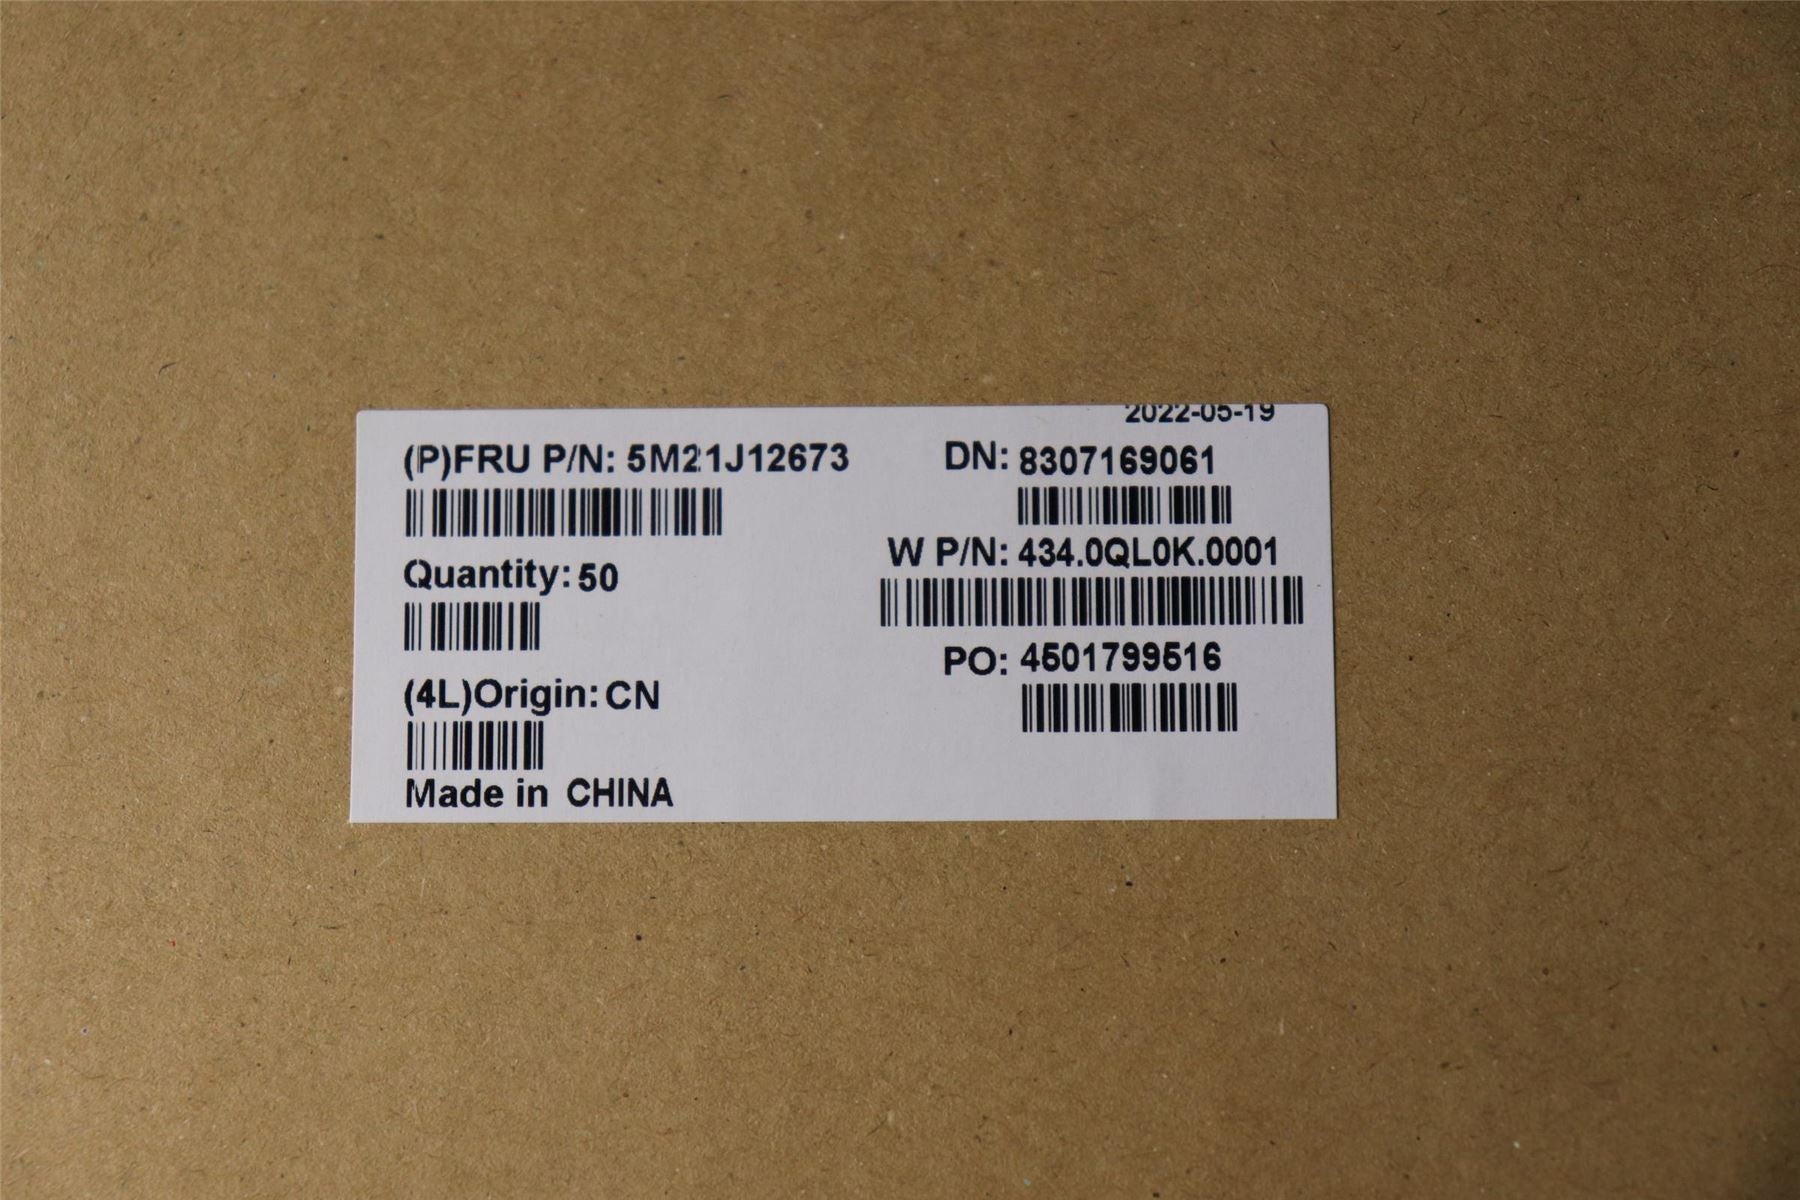 2022-05-19
(P)FRU P/N: 5M21J12673
DN: 8307169061
W P/N: 434.0QL0K.0001
Quantity: 50
PO: 4501799516
(4L)Origin: CN
Made in CHINA